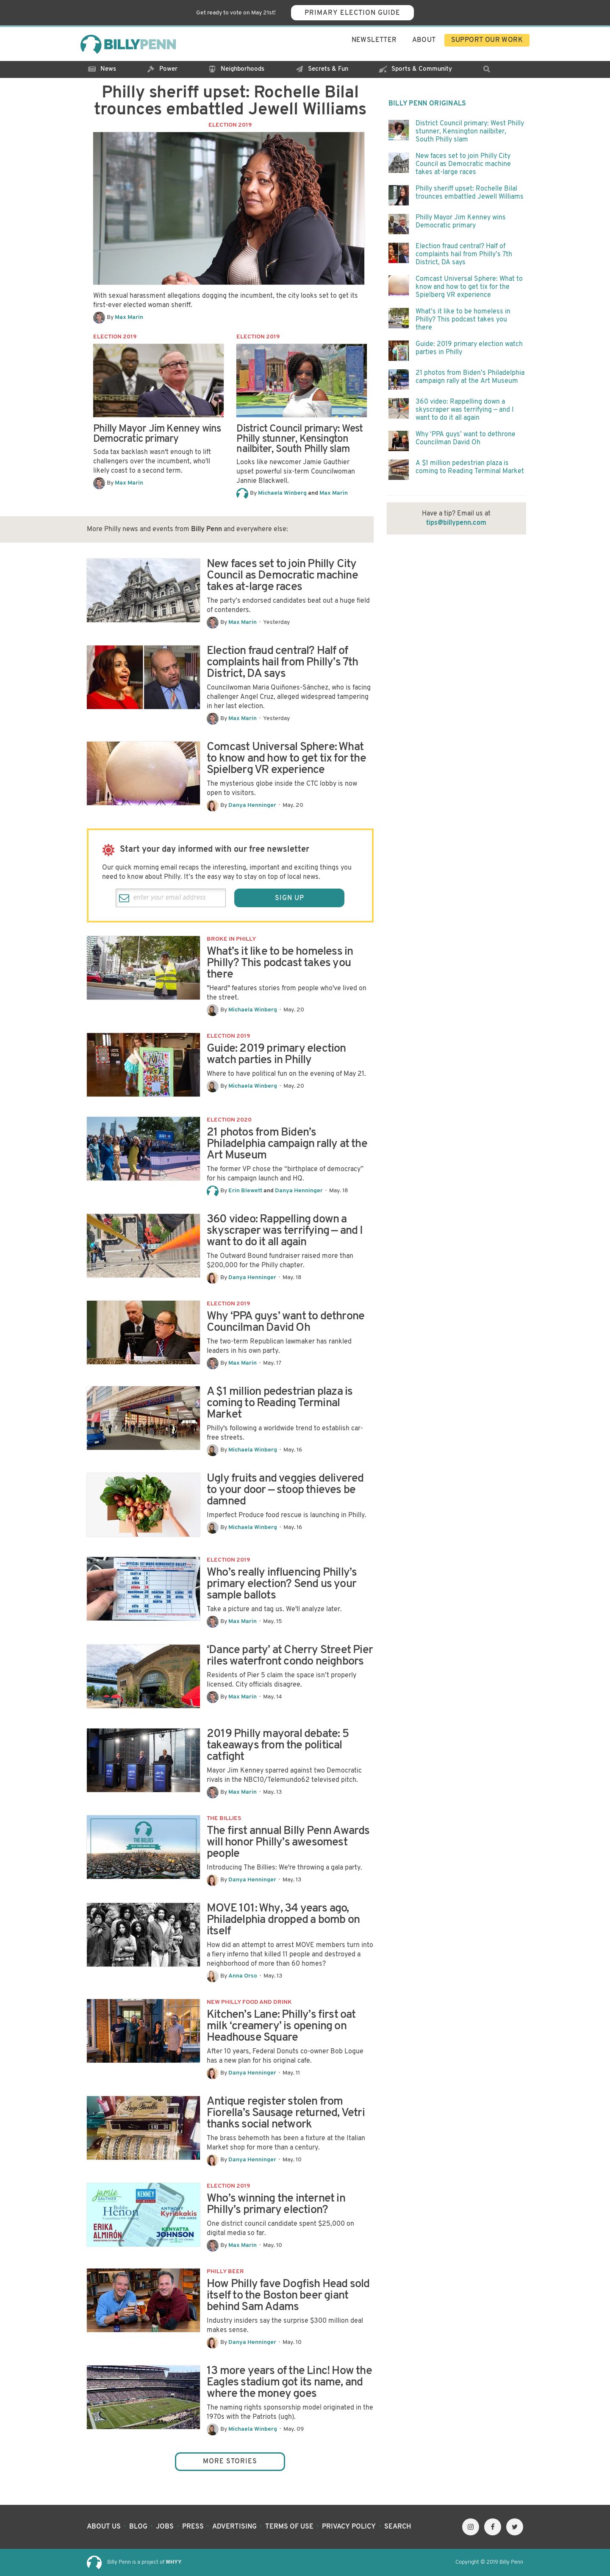 Get ready to vote on May 21st!
PRIMARY ELECTION GUIDE
BILLYPENN
NEWSLETTER
ABOUT
SUPPORT OUR WORK
News
Power
Neighborhoods
Secrets & Fun
Sports & Community
Philly sheriff upset: Rochelle Bilal
trounces embattled Jewell Williams
ELECTION 2019
With sexual harassment allegations dogging the incumbent, the city looks set to get its
first-ever elected woman sheriff.
By Max Marin
ELECTION 2019
Philly Mayor Jim Kenney wins
Democratic primary
Soda tax backlash wasn't enough to lift
challengers over the incumbent, who'll
likely coast to a second term.
By Max Marin
ELECTION 2019
District Council primary: West
Philly stunner, Kensington
nailbiter, South Philly slam
Looks like newcomer Jamie Gauthier
upset powerful six-term Councilwoman
Jannie Blackwell.
By Michaela Winberg and Max Marin
BILLY PENN ORIGINALS
District Council primary: West Philly
stunner, Kensington nailbiter,
South Philly slam
New faces set to join Philly City
Council as Democratic machine
takes at-large races
Philly sheriff upset: Rochelle Bilal
trounces embattled Jewell Williams
Philly Mayor Jim Kenney wins
Democratic primary
Election fraud central? Half of
complaints hail from Philly's 7th
District, DA says
Comcast Universal Sphere: What to
know and how to get tix for the
Spielberg VR experience
What's it like to be homeless in
Philly? This podcast takes you
there
Guide: 2019 primary election watch
parties in Philly
21 photos from Biden's Philadelphia
campaign rally at the Art Museum
360 video: Rappelling down a
skyscraper was terrifying — and I
want to do it all again
Why 'PPA guys' want to dethrone
Councilman David Oh
A $1 million pedestrian plaza is
coming to Reading Terminal Market
Have a tip? Email us at
tips@billypenn.com
More Philly news and events from Billy Penn and everywhere else:
New faces set to join Philly City
Council as Democratic machine
takes at-large races
The party's endorsed candidates beat out a huge field
of contenders.
By Max Marin · Yesterday
Election fraud central? Half of
complaints hail from Philly's 7th
District, DA says
Councilwoman Maria Quiñones-Sánchez, who is facing
challenger Angel Cruz, alleged widespread tampering
in her last election.
By Max Marin · Yesterday
Comcast Universal Sphere: What
to know and how to get tix for the
Spielberg VR experience
The mysterious globe inside the CTC lobby is now
open to visitors.
By Danya Henninger · May. 20
Start your day informed with our free newsletter
Our quick morning email recaps the interesting, important and exciting things you
need to know about Philly. It's the easy way to stay on top of local news.
enter your email address
SIGN UP
BROKE IN PHILLY
What's it like to be homeless in
Philly? This podcast takes you
there
"Heard" features stories from people who've lived on
the street.
By Michaela Winberg · May. 20
ELECTION 2019
Guide: 2019 primary election
watch parties in Philly
Where to have political fun on the evening of May 21.
By Michaela Winberg · May. 20
ELECTION 2020
21 photos from Biden's
Philadelphia campaign rally at the
Art Museum
The former VP chose the "birthplace of democracy"
for his campaign launch and HQ.
By Erin Blewett and Danya Henninger · May. 18
360 video: Rappelling down a
skyscraper was terrifying — and I
want to do it all again
The Outward Bound fundraiser raised more than
$200,000 for the Philly chapter.
By Danya Henninger · May. 18
ELECTION 2019
Why 'PPA guys' want to dethrone
Councilman David Oh
The two-term Republican lawmaker has rankled
leaders in his own party.
By Max Marin · May. 17
A $1 million pedestrian plaza is
coming to Reading Terminal
Market
Philly's following a worldwide trend to establish car-
free streets.
By Michaela Winberg · May. 16
Ugly fruits and veggies delivered
to your door — stoop thieves be
damned
Imperfect Produce food rescue is launching in Philly.
By Michaela Winberg · May. 16
ELECTION 2019
Who's really influencing Philly's
primary election? Send us your
sample ballots
Take a picture and tag us. We'll analyze later.
By Max Marin · May. 15
'Dance party' at Cherry Street Pier
riles waterfront condo neighbors
Residents of Pier 5 claim the space isn't properly
licensed. City officials disagree.
By Max Marin · May. 14
2019 Philly mayoral debate: 5
takeaways from the political
catfight
Mayor Jim Kenney sparred against two Democratic
rivals in the NBC10/Telemundo62 televised pitch.
By Max Marin · May. 13
THE BILLIES
THE BILLIES
The first annual Billy Penn Awards
will honor Philly's awesomest
people
Introducing The Billies: We're throwing a gala party.
By Danya Henninger · May. 13
MOVE 101: Why, 34 years ago,
Philadelphia dropped a bomb on
itself
How did an attempt to arrest MOVE members turn into
a fiery inferno that killed 11 people and destroyed a
neighborhood of more than 60 homes?
By Anna Orso · May. 13
NEW PHILLY FOOD AND DRINK
Kitchen's Lane: Philly's first oat
milk 'creamery' is opening on
Headhouse Square
After 10 years, Federal Donuts co-owner Bob Logue
has a new plan for his original cafe.
By Danya Henninger · May. 11
Antique register stolen from
Fiorella's Sausage returned, Vetri
thanks social network
The brass behemoth has been a fixture at the Italian
Market shop for more than a century.
By Danya Henninger · May. 10
Jamie
GAUTHIER
KENNEY
Bobby
Henon
ANTHONY
Kyriakakis
for mayor
ERIKA
ALMIRÓN
KENYATTA
JOHNSON
ELECTION 2019
Who's winning the internet in
Philly's primary election?
One district council candidate spent $25,000 on
digital media so far.
By Max Marin · May. 10
PHILLY BEER
How Philly fave Dogfish Head sold
itself to the Boston beer giant
behind Sam Adams
Industry insiders say the surprise $300 million deal
makes sense.
By Danya Henninger · May. 10
13 more years of the Linc! How the
Eagles stadium got its name, and
where the money goes
The naming rights sponsorship model originated in the
1970s with the Patriots (ugh).
By Michaela Winberg · May. 09
MORE STORIES
ABOUT US · BLOG · JOBS · PRESS · ADVERTISING · TERMS OF USE · PRIVACY POLICY · SEARCH
Billy Penn is a project of WHYY
Copyright © 2019 Billy Penn